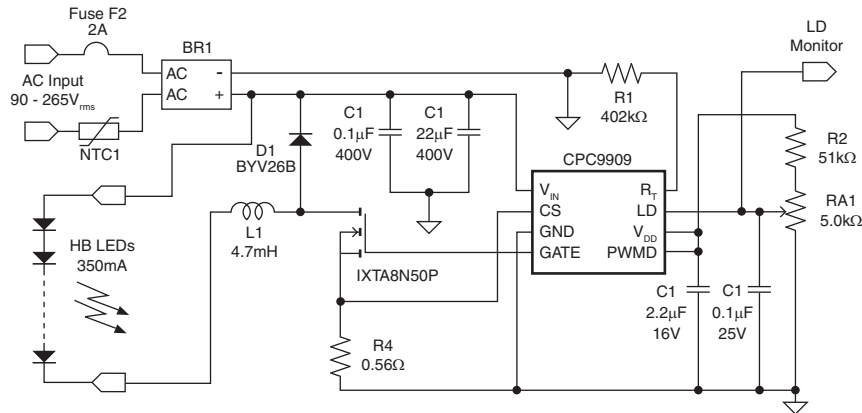 Fuse F2
2A
BR1
LD
Monitor
AC
-
AC
+
AC Input
90 - 265Vrms
NTC1
R1
402kΩ
C1
0.1µF
400V
C1
22µF
400V
D1
BYV26B
CPC9909
R2
51kΩ
RA1
5.0kΩ
VIN
RT
CS
LD
GND
VDD
GATE
PWMD
L1
4.7mH
HB LEDs
350mA
IXTA8N50P
C1
2.2µF
16V
C1
0.1µF
25V
R4
0.56Ω